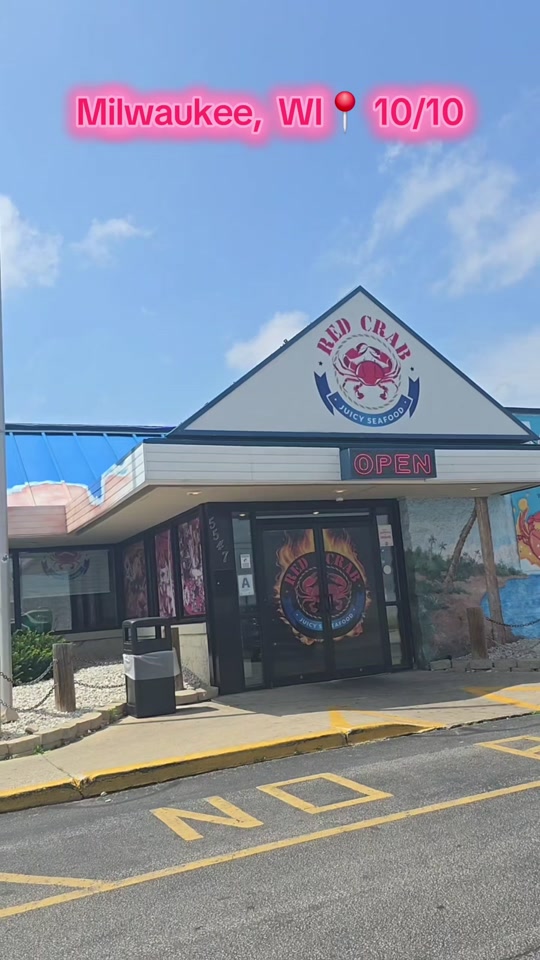 Milwaukee, WI📍 10/10
RED CRAB
JUICY SEAFOOD
OPEN
RED CRAB
JUICY SEAFOOD
A
NO